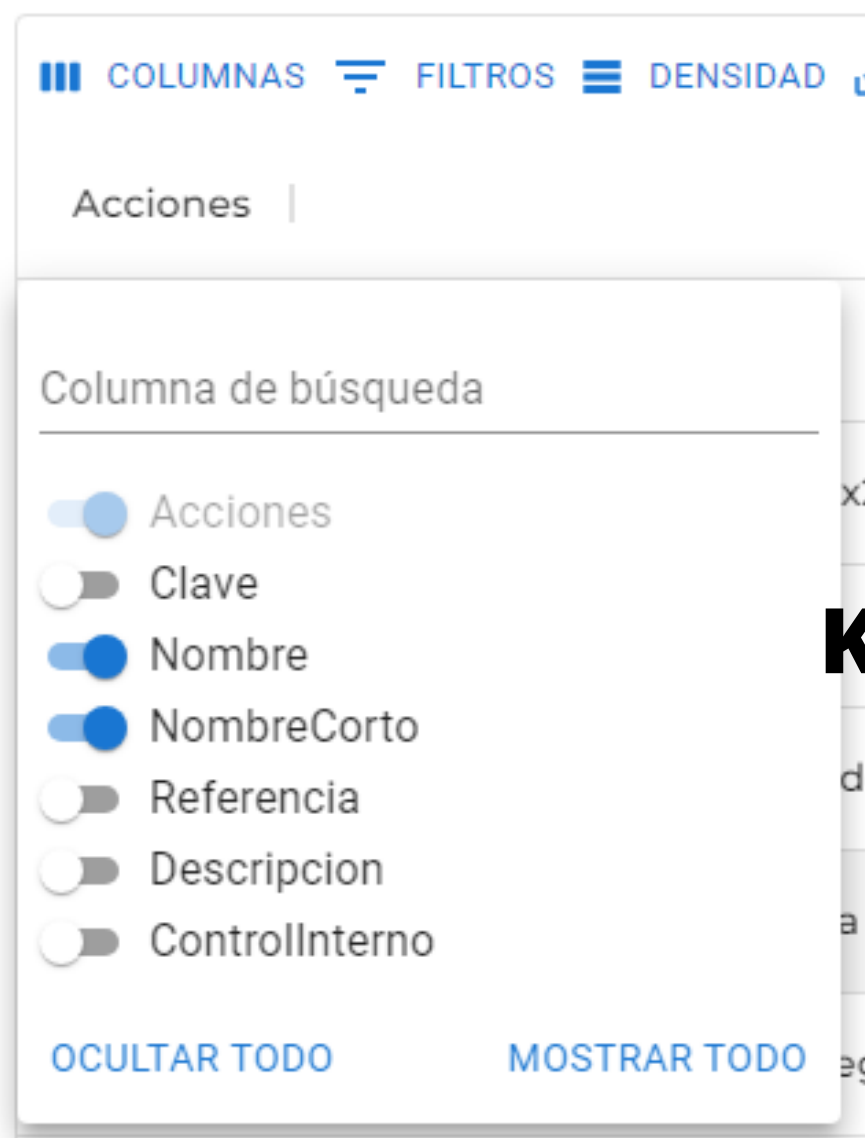 COLUMNAS FILTROS DENSIDAD
Acciones
Columna de búsqueda
Acciones
Clave
Nombre
NombreCorto
Referencia
Descripcion
ControlInterno
OCULTAR TODO MOSTRAR TODO